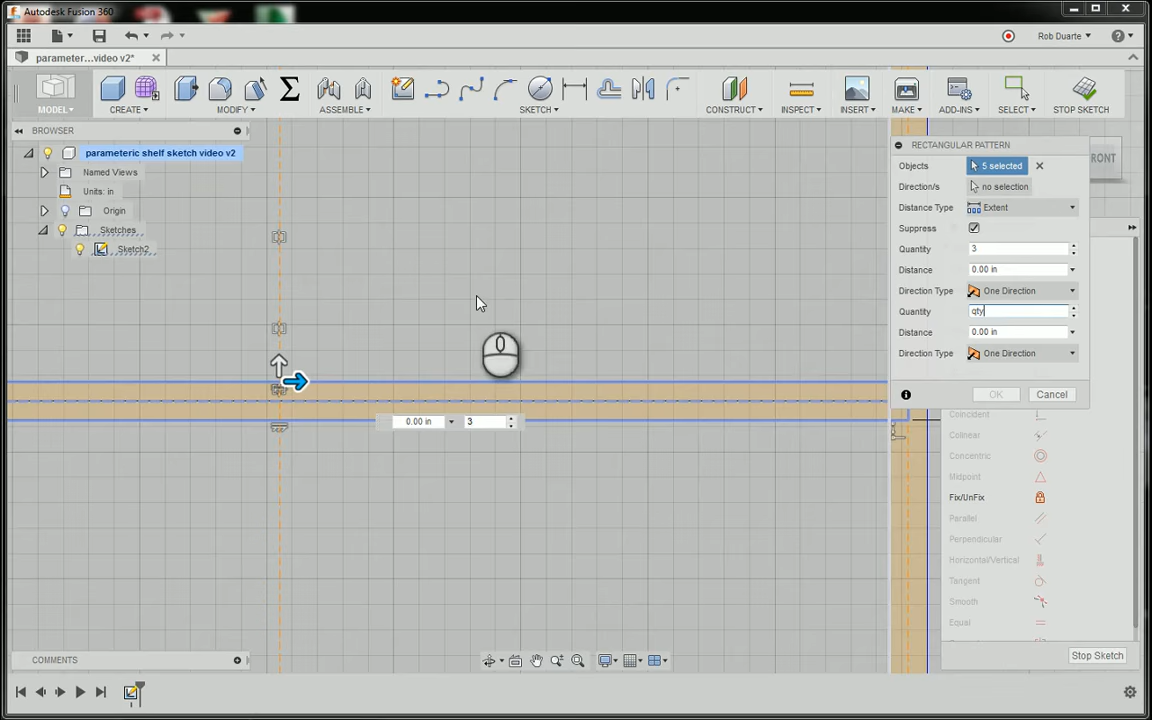 Autodesk Fusion 360
Rob Duarte
parameter...video v2*
MODEL
CREATE
MODIFY
ASSEMBLE
SKETCH
CONSTRUCT
INSPECT
INSERT
MAKE
ADD-INS
SELECT
STOP SKETCH
BROWSER
parameteric shelf sketch video v2
Named Views
Units: in
Origin
Sketches
Sketch2
RECTANGULAR PATTERN
FRONT
Objects 5 selected
Direction/s no selection
Distance Type Extent
Suppress
Quantity 3
Distance 0.00 in
Direction Type One Direction
Quantity qty
Distance 0.00 in
Direction Type One Direction
OK Cancel
0.00 in 3
Coincident
Colinear
Concentric
Midpoint
Fix/UnFix
Parallel
Perpendicular
Horizontal/Vertical
Tangent
Smooth
Equal
Stop Sketch
COMMENTS